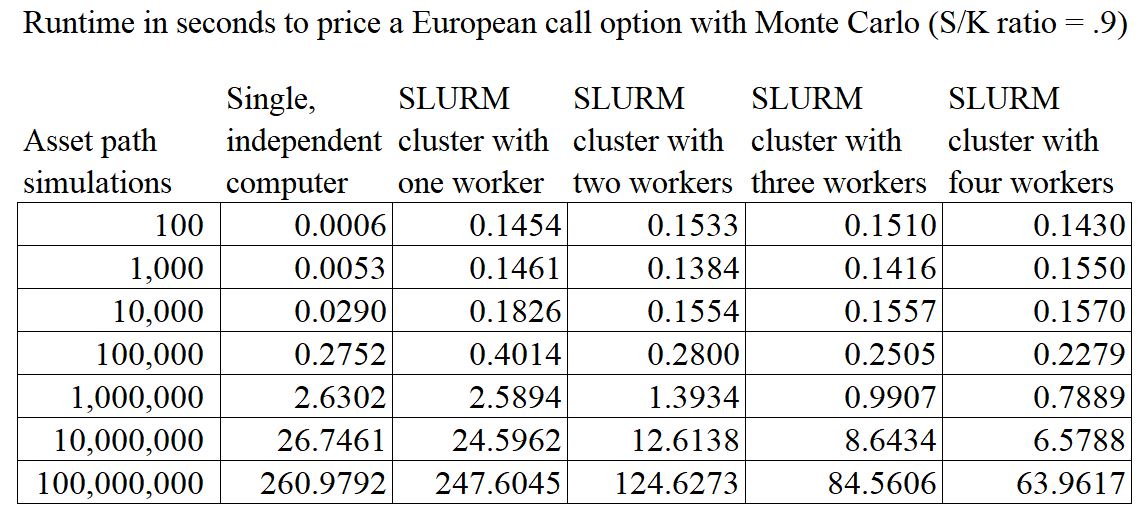 Runtime in seconds to price a European call option with Monte Carlo (S/K ratio = .9)
Asset path simulations | Single, independent computer | SLURM cluster with one worker | SLURM cluster with two workers | SLURM cluster with three workers | SLURM cluster with four workers
100 | 0.0006 | 0.1454 | 0.1533 | 0.1510 | 0.1430
1,000 | 0.0053 | 0.1461 | 0.1384 | 0.1416 | 0.1550
10,000 | 0.0290 | 0.1826 | 0.1554 | 0.1557 | 0.1570
100,000 | 0.2752 | 0.4014 | 0.2800 | 0.2505 | 0.2279
1,000,000 | 2.6302 | 2.5894 | 1.3934 | 0.9907 | 0.7889
10,000,000 | 26.7461 | 24.5962 | 12.6138 | 8.6434 | 6.5788
100,000,000 | 260.9792 | 247.6045 | 124.6273 | 84.5606 | 63.9617